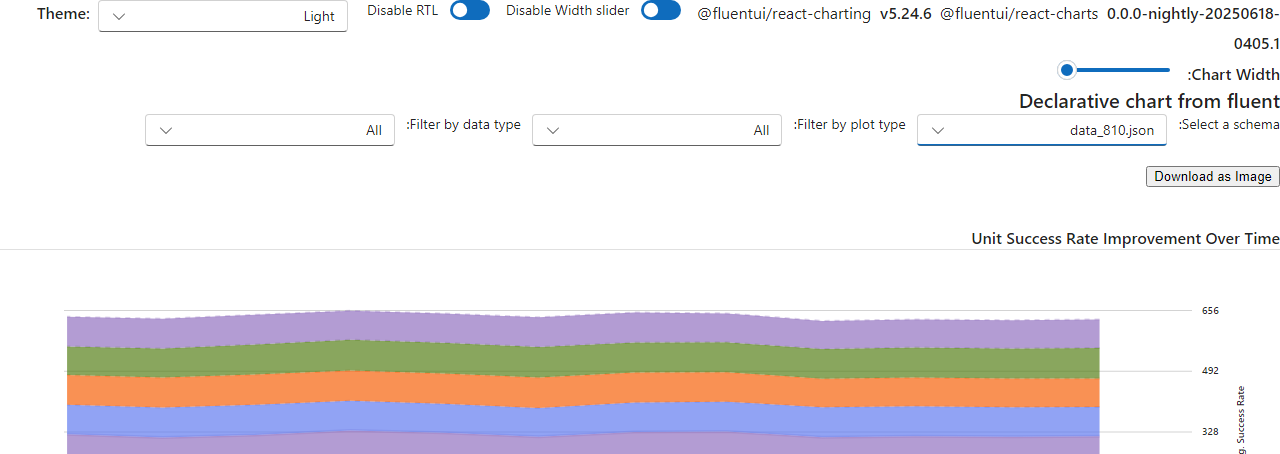 Theme:
Light
Disable RTL
Disable Width slider
@fluentui/react-charting v5.24.6 @fluentui/react-charts 0.0.0-nightly-20250618-
0405.1
:Chart Width
Declarative chart from fluent
:Select a schema
data_810.json
:Filter by plot type
All
:Filter by data type
All
Download as Image
Unit Success Rate Improvement Over Time
656
492
328
. Success Rate